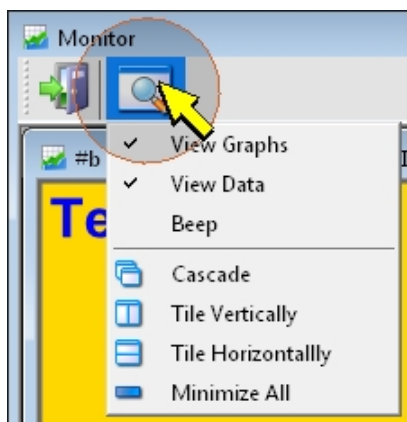 Monitor
#b
Te
View Graphs
View Data
Beep
Cascade
Tile Vertically
Tile Horizontallly
Minimize All